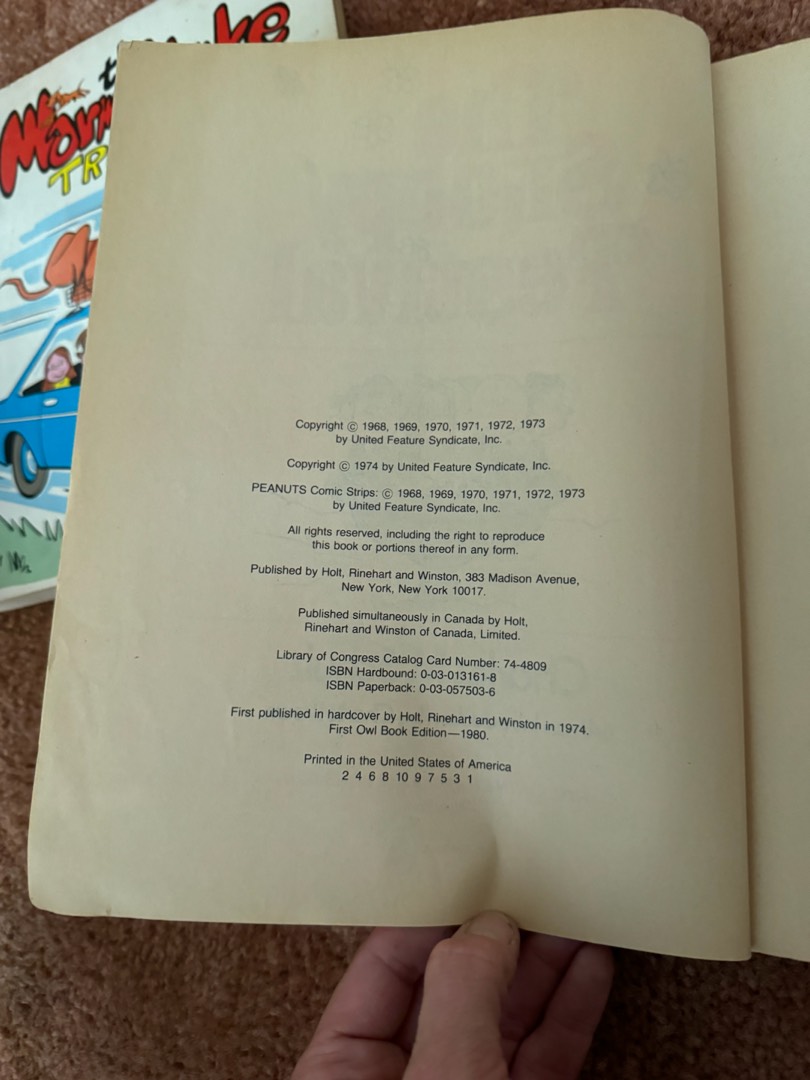 Copyright © 1968, 1969, 1970, 1971, 1972, 1973
by United Feature Syndicate, Inc.
Copyright © 1974 by United Feature Syndicate, Inc.
PEANUTS Comic Strips: © 1968, 1969, 1970, 1971, 1972, 1973
by United Feature Syndicate, Inc.
All rights reserved, including the right to reproduce
this book or portions thereof in any form.
Published by Holt, Rinehart and Winston, 383 Madison Avenue,
New York, New York 10017.
Published simultaneously in Canada by Holt,
Rinehart and Winston of Canada, Limited.
Library of Congress Catalog Card Number: 74-4809
ISBN Hardbound: 0-03-013161-8
ISBN Paperback: 0-03-057503-6
First published in hardcover by Holt, Rinehart and Winston in 1974.
First Owl Book Edition—1980.
Printed in the United States of America
2 4 6 8 10 9 7 5 3 1